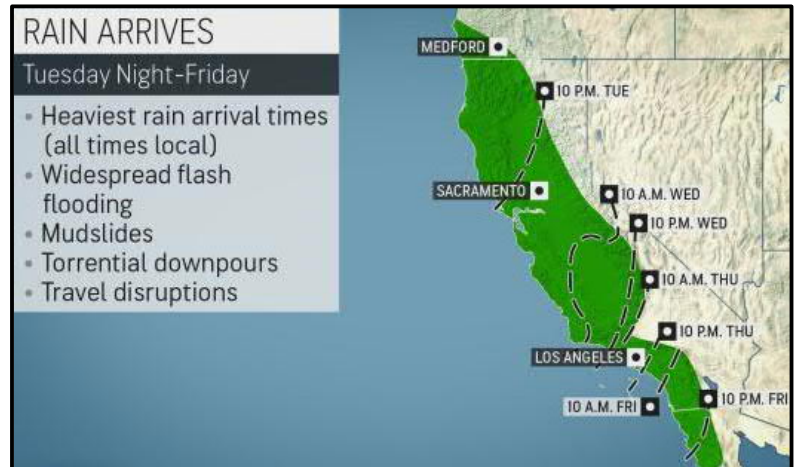 RAIN ARRIVES
Tuesday Night-Friday
• Heaviest rain arrival times
(all times local)
• Widespread flash
flooding
• Mudslides
• Torrential downpours
• Travel disruptions
MEDFORD
10 P.M. TUE
SACRAMENTO
10 A.M. WED
10 P.M. WED
10 A.M. THU
10 P.M. THU
LOS ANGELES
10 A.M. FRI
10 P.M. FRI